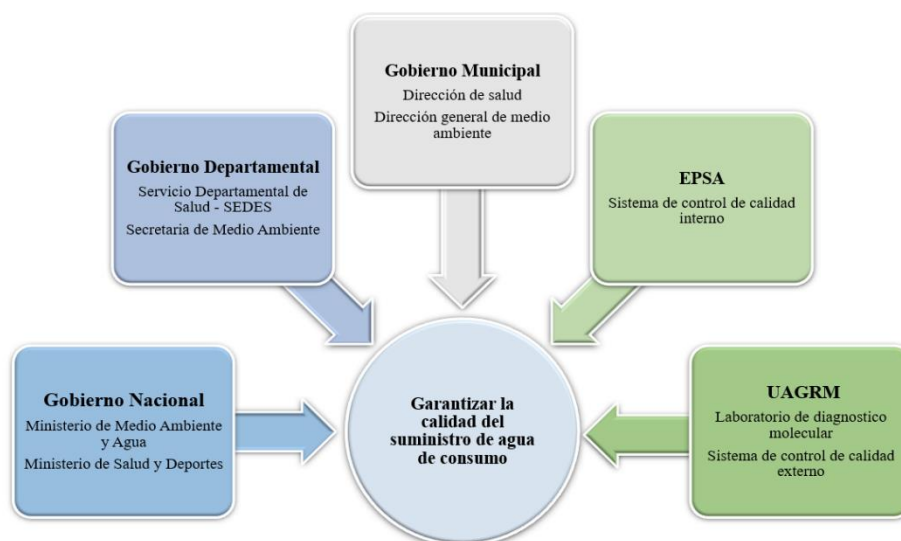 Gobierno Municipal
Dirección de salud
Dirección general de medio
ambiente
Gobierno Departamental
Servicio Departamental de
Salud - SEDES
Secretaria de Medio Ambiente
EPSA
Sistema de control de calidad
interno
Gobierno Nacional
Ministerio de Medio Ambiente
y Agua
Ministerio de Salud y Deportes
Garantizar la
calidad del
suministro de agua
de consumo
UAGRM
Laboratorio de diagnostico
molecular
Sistema de control de calidad
externo